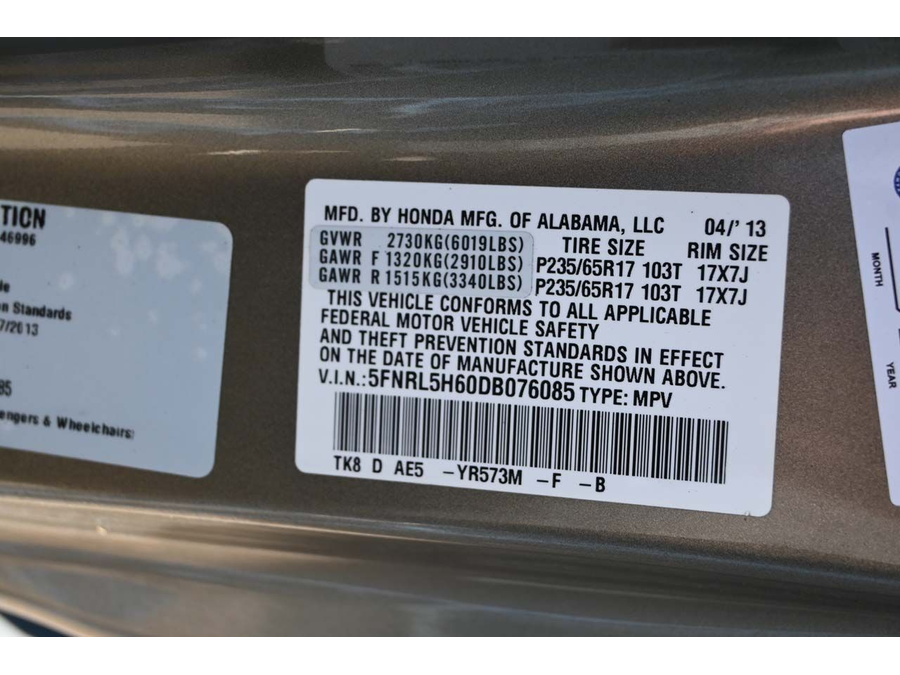 TICN
46996
le
en Standards
7/2013
85
engers & Wheelchairs:
MFD. BY HONDA MFG. OF ALABAMA, LLC 04/' 13
GVWR 2730KG(6019LBS) TIRE SIZE RIM SIZE
GAWR F 1320KG(2910LBS) P235/65R17 103T 17X7J
GAWR R 1515KG(3340LBS) P235/65R17 103T 17X7J
THIS VEHICLE CONFORMS TO ALL APPLICABLE
FEDERAL MOTOR VEHICLE SAFETY
AND THEFT PREVENTION STANDARDS IN EFFECT
ON THE DATE OF MANUFACTURE SHOWN ABOVE.
V.I.N.:5FNRL5H60DB076085 TYPE: MPV
TK8 D AE5 -YR573M -F -B
MONTH
YEAR